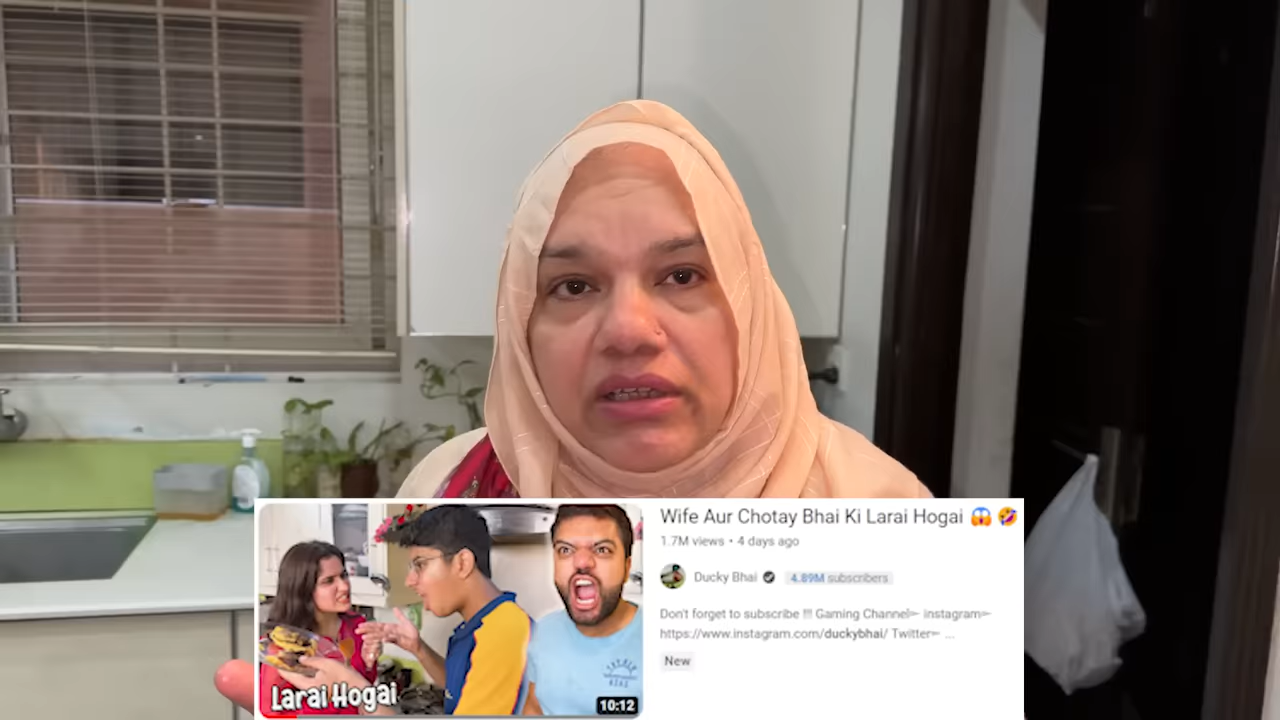 Wife Aur Chotay Bhai Ki Larai Hogai 😱 🤣
1.7M views • 4 days ago
Ducky Bhai
4.89M subscribers
Don't forget to subscribe !!! Gaming Channel► instagram►
https://www.instagram.com/duckybhai/ Twitter► ...
New
Larai Hogai
10:12